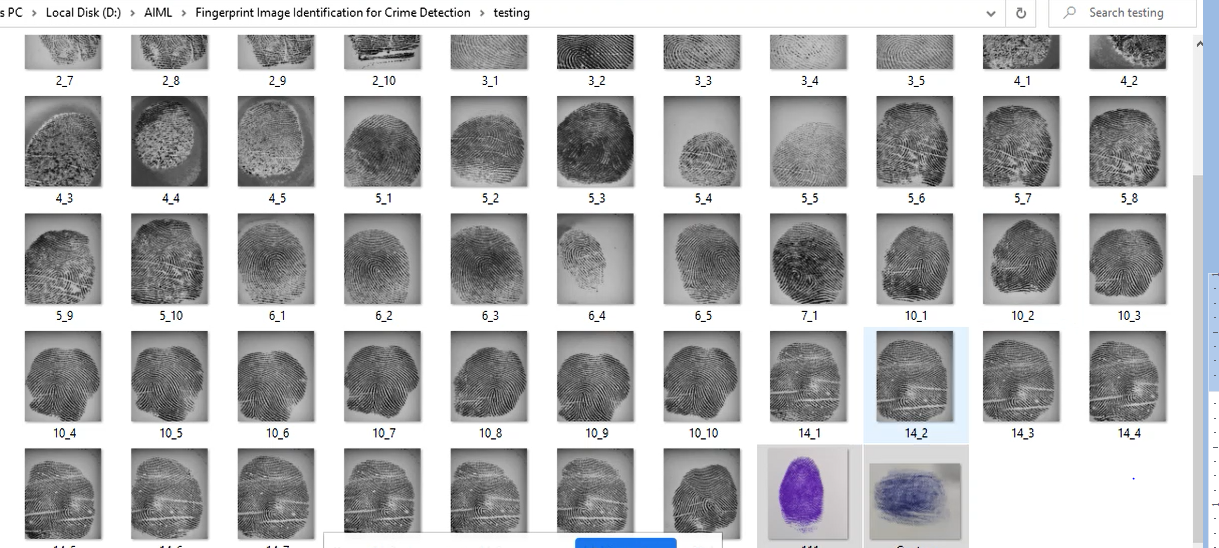 s PC > Local Disk (D:) > AIML > Fingerprint Image Identification for Crime Detection > testing
Search testing
2_7 2_8 2_9 2_10 3_1 3_2 3_3 3_4 3_5 4_1 4_2
4_3 4_4 4_5 5_1 5_2 5_3 5_4 5_5 5_6 5_7 5_8
5_9 5_10 6_1 6_2 6_3 6_4 6_5 7_1 10_1 10_2 10_3
10_4 10_5 10_6 10_7 10_8 10_9 10_10 14_1 14_2 14_3 14_4